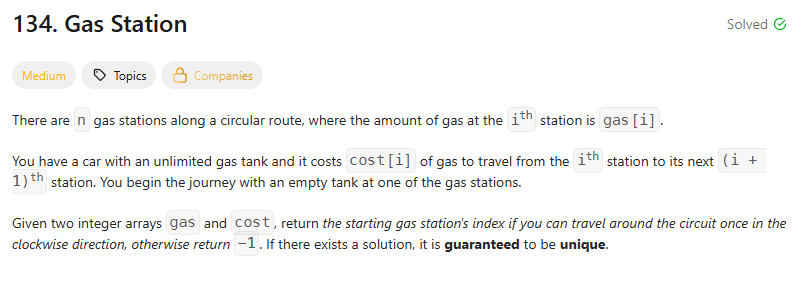 134. Gas Station
Solved
Medium Topics Companies
There are n gas stations along a circular route, where the amount of gas at the ith station is gas[i].
You have a car with an unlimited gas tank and it costs cost[i] of gas to travel from the ith station to its next (i +
1)th station. You begin the journey with an empty tank at one of the gas stations.
Given two integer arrays gas and cost, return the starting gas station's index if you can travel around the circuit once in the
clockwise direction, otherwise return -1. If there exists a solution, it is guaranteed to be unique.